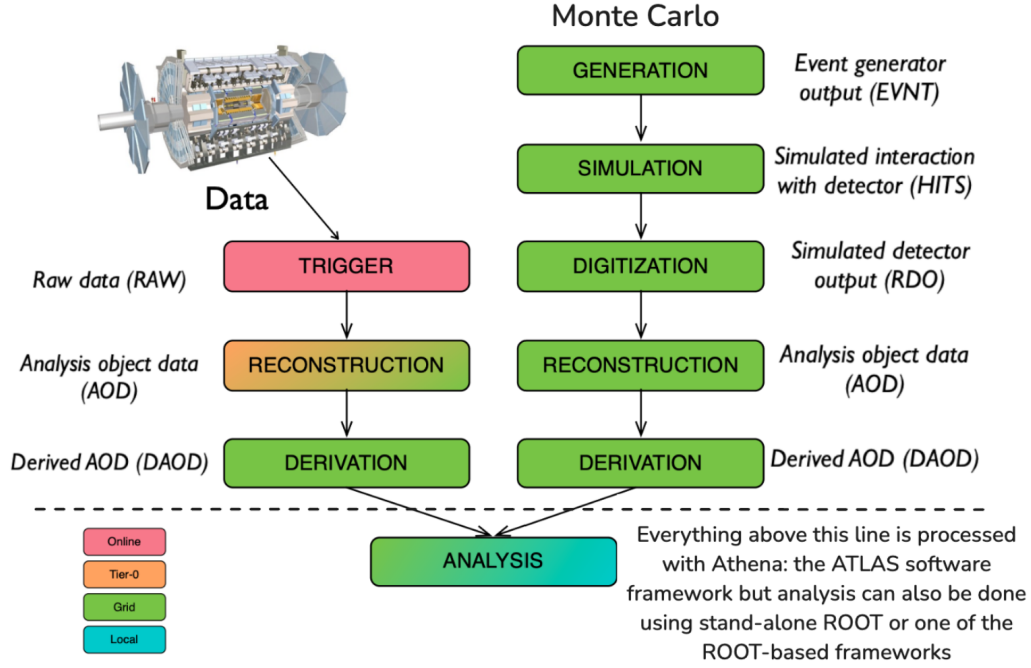 Monte Carlo
GENERATION
Event generator
output (EVNT)
SIMULATION
Simulated interaction
with detector (HITS)
Data
TRIGGER
Raw data (RAW)
DIGITIZATION
Simulated detector
output (RDO)
Analysis object data
(AOD)
RECONSTRUCTION
RECONSTRUCTION
Analysis object data
(AOD)
Derived AOD (DAOD)
DERIVATION
DERIVATION
Derived AOD (DAOD)
Online
Tier-0
Grid
Local
ANALYSIS
Everything above this line is processed
with Athena: the ATLAS software
framework but analysis can also be done
using stand-alone ROOT or one of the
ROOT-based frameworks